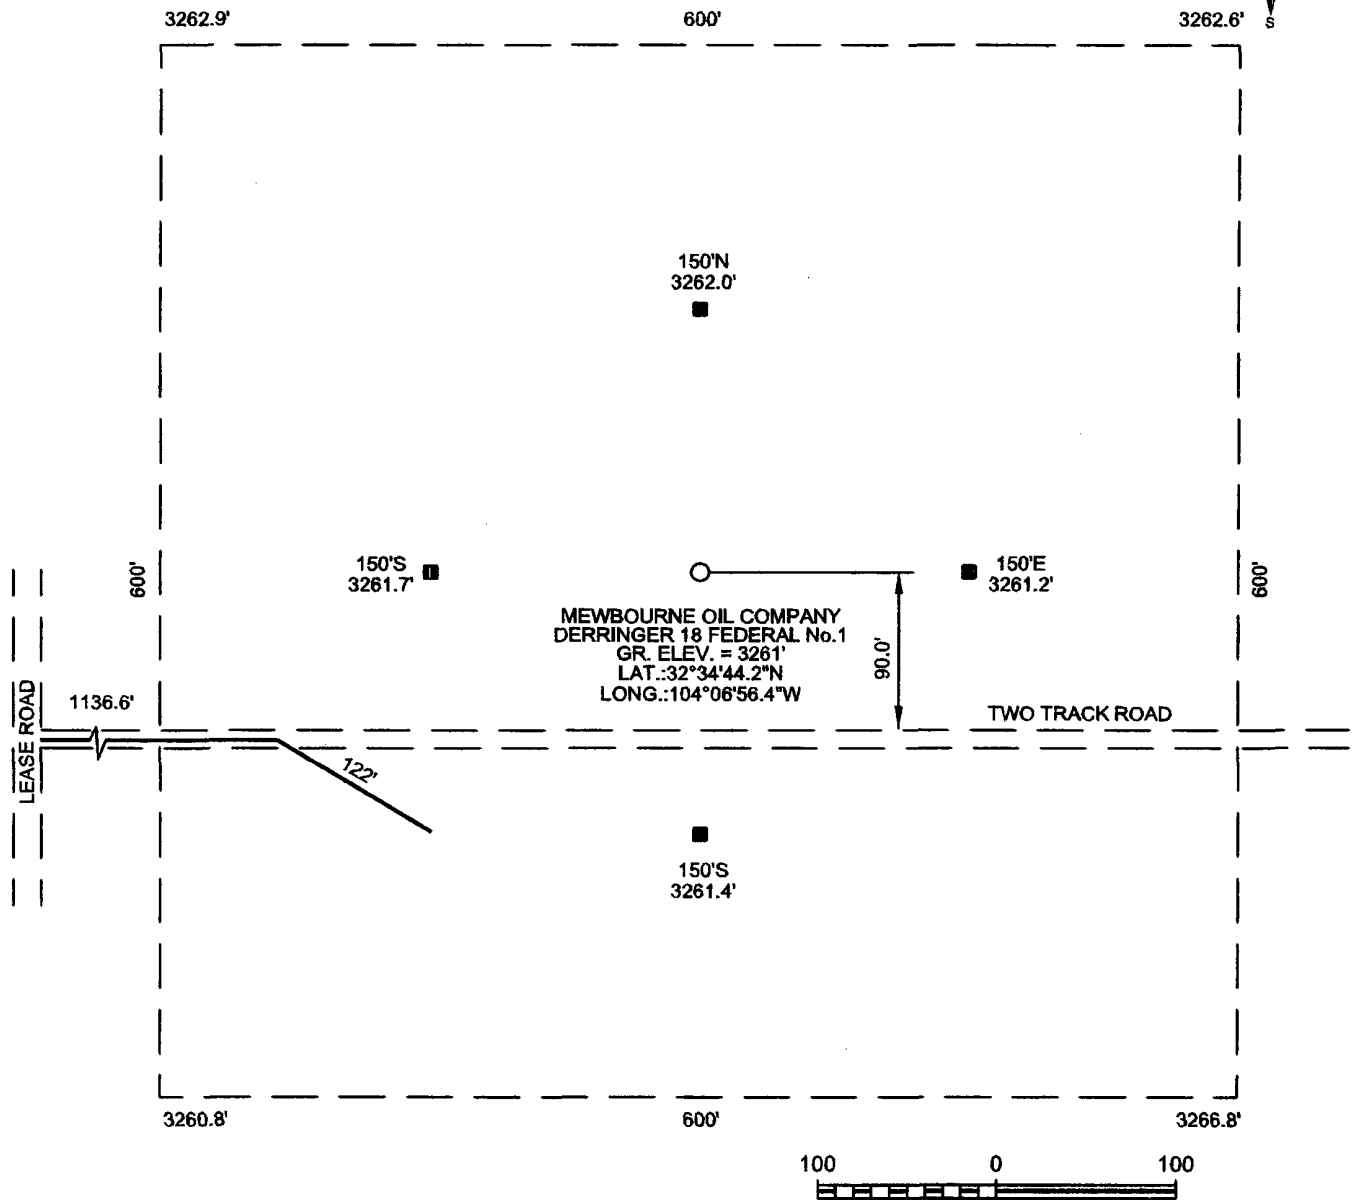 3262.9' 600' 3262.6'
S
150'N
3262.0'
600'
150'S
3261.7'
150'E
3261.2'
600'
MEWBOURNE OIL COMPANY
DERRINGER 18 FEDERAL No.1
GR. ELEV. = 3261'
LAT.:32°34'44.2"N
LONG.:104°06'56.4"W
90.0'
LEASE ROAD
1136.6'
TWO TRACK ROAD
122'
150'S
3261.4'
3260.8' 600' 3266.8'
100 0 100